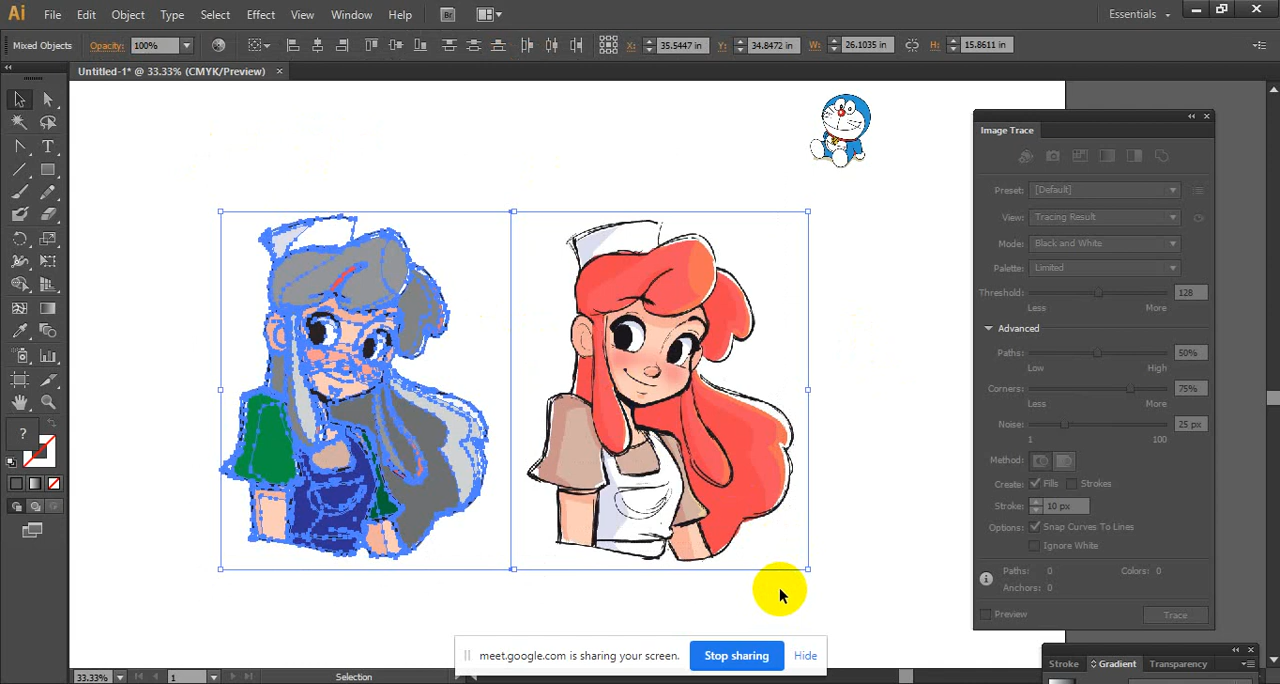 Ai File Edit Object Type Select Effect View Window Help Br Essentials
Mixed Objects Opacity: 100% X: 35.5447 in Y: 34.8472 in W: 26.1035 in H: 15.8611 in
Untitled-1* @ 33.33% (CMYK/Preview)
Image Trace
Preset: [Default]
View: Tracing Result
Mode: Black and White
Palette: Limited
Threshold: 128
Less More
Advanced
Paths: 50%
Low High
Corners: 75%
Less More
Noise: 25 px
1 100
Method:
Create: Fills Strokes
Stroke: 10 px
Options: Snap Curves To Lines
Ignore White
Paths: 0 Colors: 0
Anchors: 0
Preview Trace
?
meet.google.com is sharing your screen. Stop sharing Hide
Stroke Gradient Transparency
33.33% 1 Selection